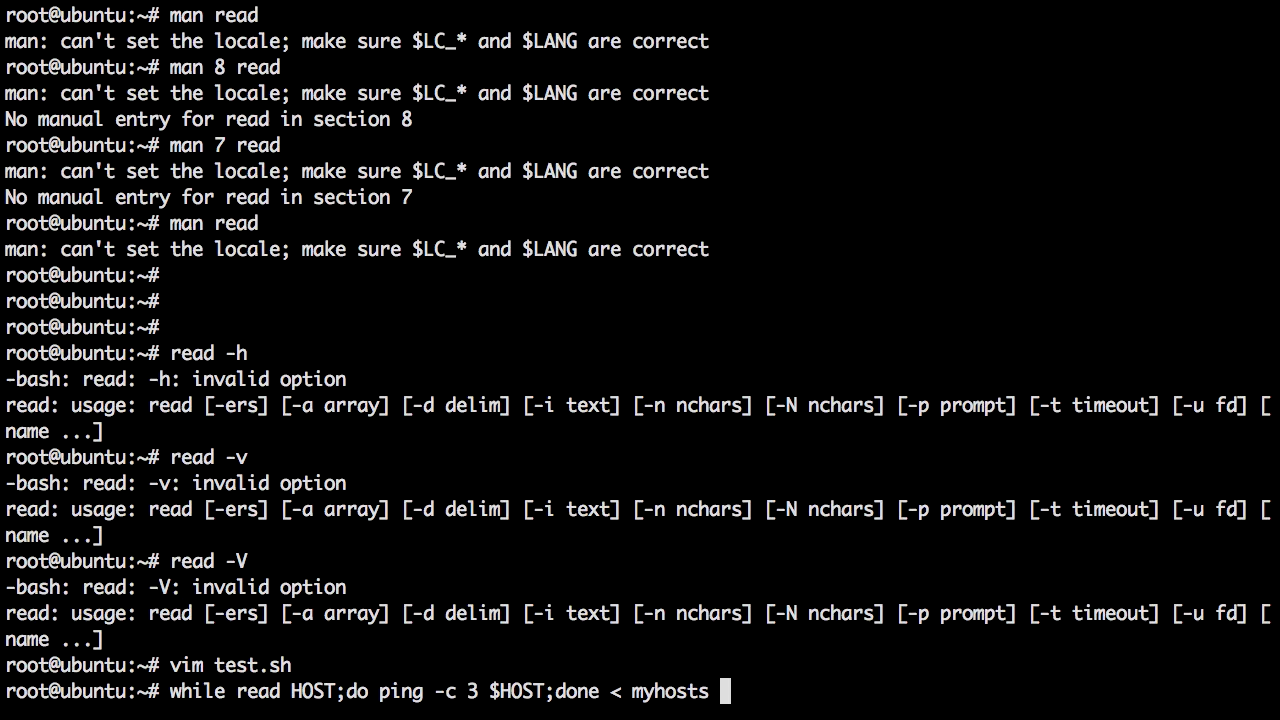 root@ubuntu:~# man read
man: can't set the locale; make sure $LC_* and $LANG are correct
root@ubuntu:~# man 8 read
man: can't set the locale; make sure $LC_* and $LANG are correct
No manual entry for read in section 8
root@ubuntu:~# man 7 read
man: can't set the locale; make sure $LC_* and $LANG are correct
No manual entry for read in section 7
root@ubuntu:~# man read
man: can't set the locale; make sure $LC_* and $LANG are correct
root@ubuntu:~#
root@ubuntu:~#
root@ubuntu:~#
root@ubuntu:~# read -h
-bash: read: -h: invalid option
read: usage: read [-ers] [-a array] [-d delim] [-i text] [-n nchars] [-N nchars] [-p prompt] [-t timeout] [-u fd] [
name ...]
root@ubuntu:~# read -v
-bash: read: -v: invalid option
read: usage: read [-ers] [-a array] [-d delim] [-i text] [-n nchars] [-N nchars] [-p prompt] [-t timeout] [-u fd] [
name ...]
root@ubuntu:~# read -V
-bash: read: -V: invalid option
read: usage: read [-ers] [-a array] [-d delim] [-i text] [-n nchars] [-N nchars] [-p prompt] [-t timeout] [-u fd] [
name ...]
root@ubuntu:~# vim test.sh
root@ubuntu:~# while read HOST;do ping -c 3 $HOST;done < myhosts